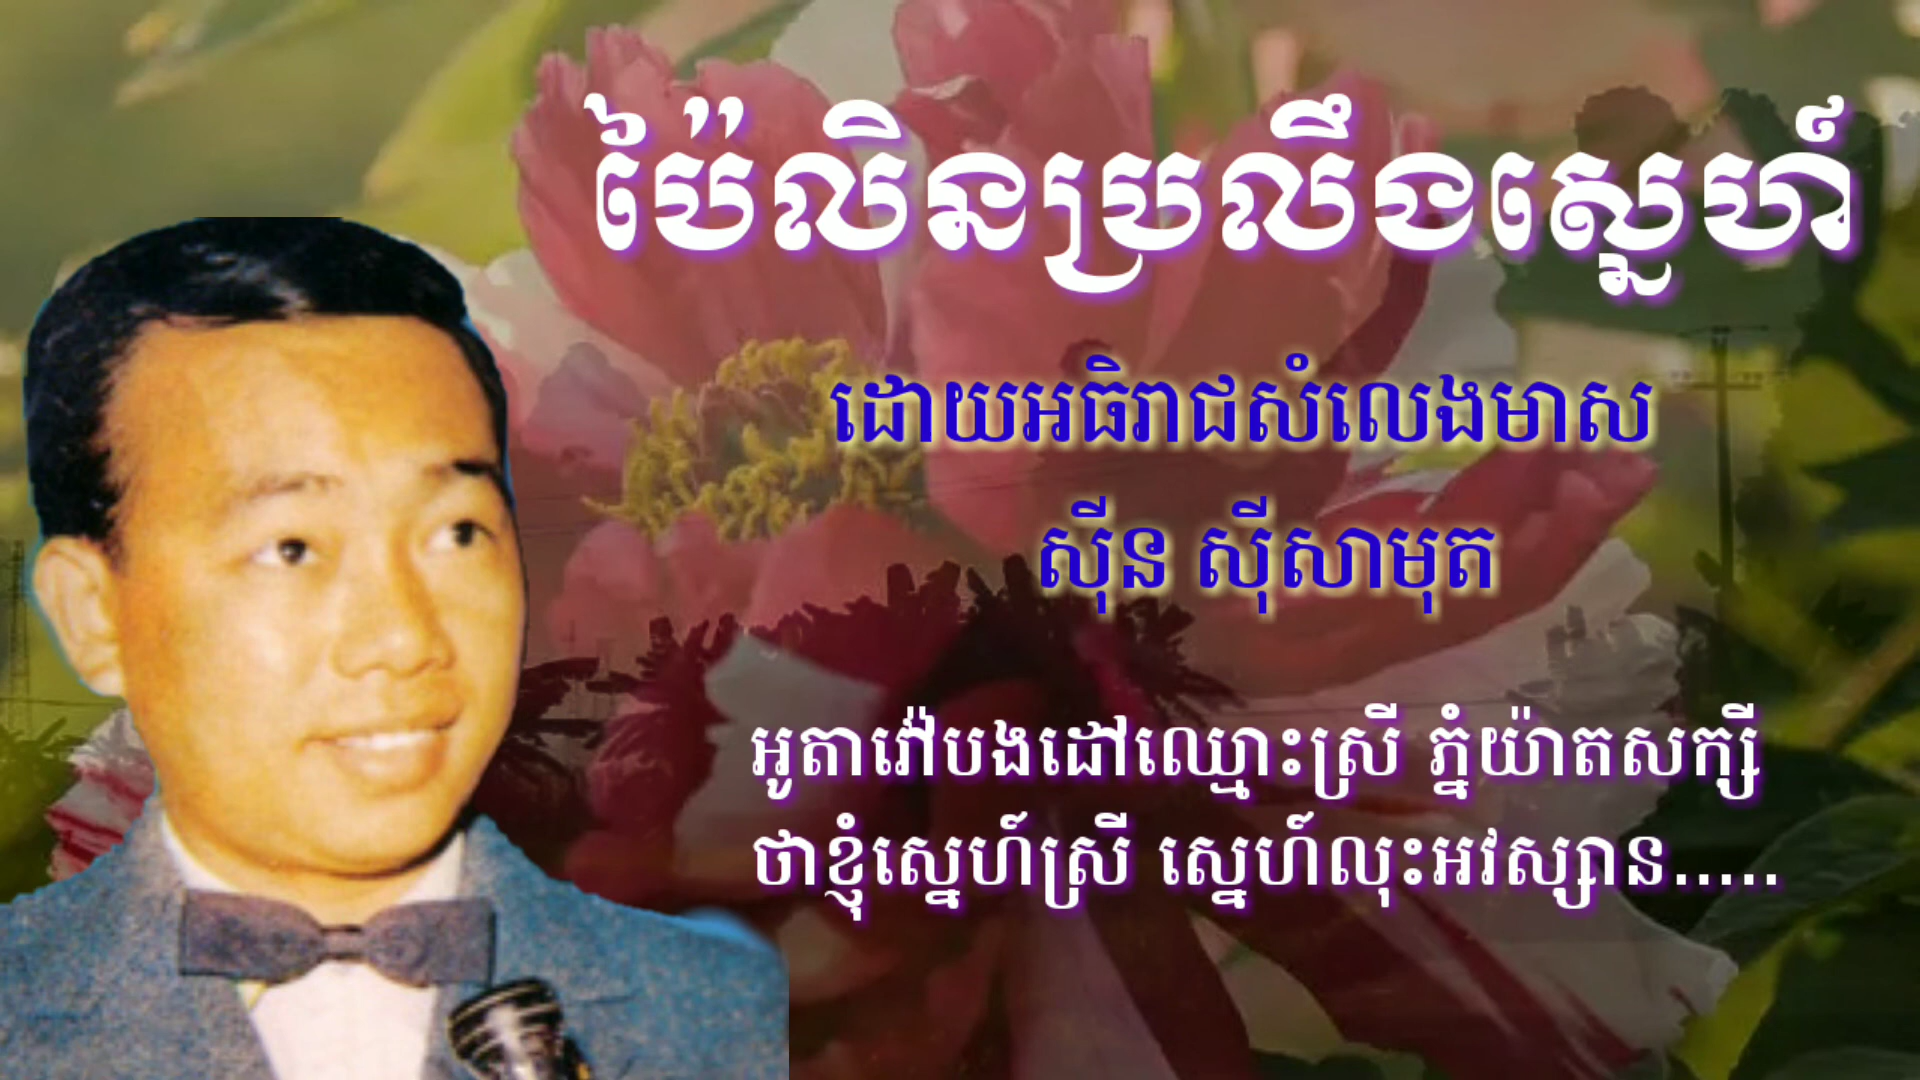 ប៉ៃលិនប្រលឹងស្នេហ៍
ដោយអធិរាជសំលេងមាស
ស៊ីន ស៊ីសាមុត
អូតាវ៉ៅបងដៅឈ្មោះស្រី ភ្នំយ៉ាតសក្សី
ថាខ្ញុំស្នេហ៍ស្រី ស្នេហ៍លុះអវស្សាន.....